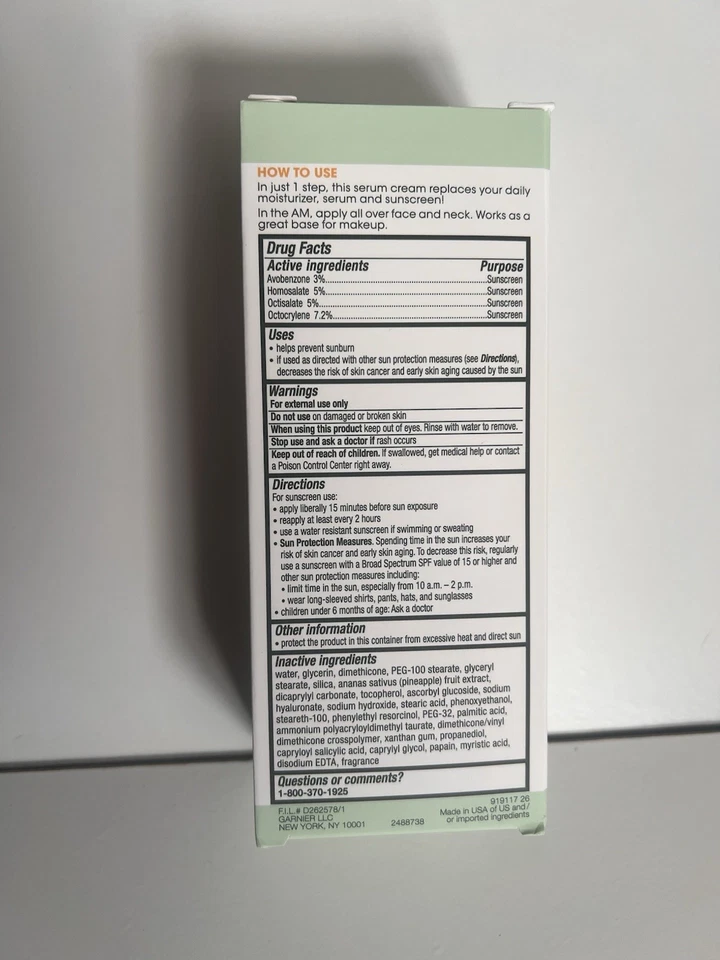 HOW TO USE
In just 1 step, this serum cream replaces your daily
moisturizer, serum and sunscreen!
In the AM, apply all over face and neck. Works as a
great base for makeup.
Drug Facts
Active ingredients Purpose
Avobenzone 3%......Sunscreen
Homosalate 5%......Sunscreen
Octisalate 5%......Sunscreen
Octocrylene 7.2%......Sunscreen
Uses
• helps prevent sunburn
• if used as directed with other sun protection measures (see Directions),
decreases the risk of skin cancer and early skin aging caused by the sun
Warnings
For external use only
Do not use on damaged or broken skin
When using this product keep out of eyes. Rinse with water to remove.
Stop use and ask a doctor if rash occurs
Keep out of reach of children. If swallowed, get medical help or contact
a Poison Control Center right away.
Directions
For sunscreen use:
• apply liberally 15 minutes before sun exposure
• reapply at least every 2 hours
• use a water resistant sunscreen if swimming or sweating
• Sun Protection Measures. Spending time in the sun increases your
risk of skin cancer and early skin aging. To decrease this risk, regularly
use a sunscreen with a Broad Spectrum SPF value of 15 or higher and
other sun protection measures including:
• limit time in the sun, especially from 10 a.m. – 2 p.m.
• wear long-sleeved shirts, pants, hats, and sunglasses
• children under 6 months of age: Ask a doctor
Other information
• protect the product in this container from excessive heat and direct sun
Inactive ingredients
water, glycerin, dimethicone, PEG-100 stearate, glyceryl
stearate, silica, ananas sativus (pineapple) fruit extract,
dicaprylyl carbonate, tocopherol, ascorbyl glucoside, sodium
hyaluronate, sodium hydroxide, stearic acid, phenoxyethanol,
steareth-100, phenylethyl resorcinol, PEG-32, palmitic acid,
ammonium polyacryloyldimethyl taurate, dimethicone/vinyl
dimethicone crosspolymer, xanthan gum, propanediol,
capryloyl salicylic acid, caprylyl glycol, papain, myristic acid,
disodium EDTA, fragrance
Questions or comments?
1-800-370-1925
F.I.L.# D262578/1
GARNIER LLC
NEW YORK, NY 10001
2488738
919117 26
Made in USA of US and/
or imported ingredients